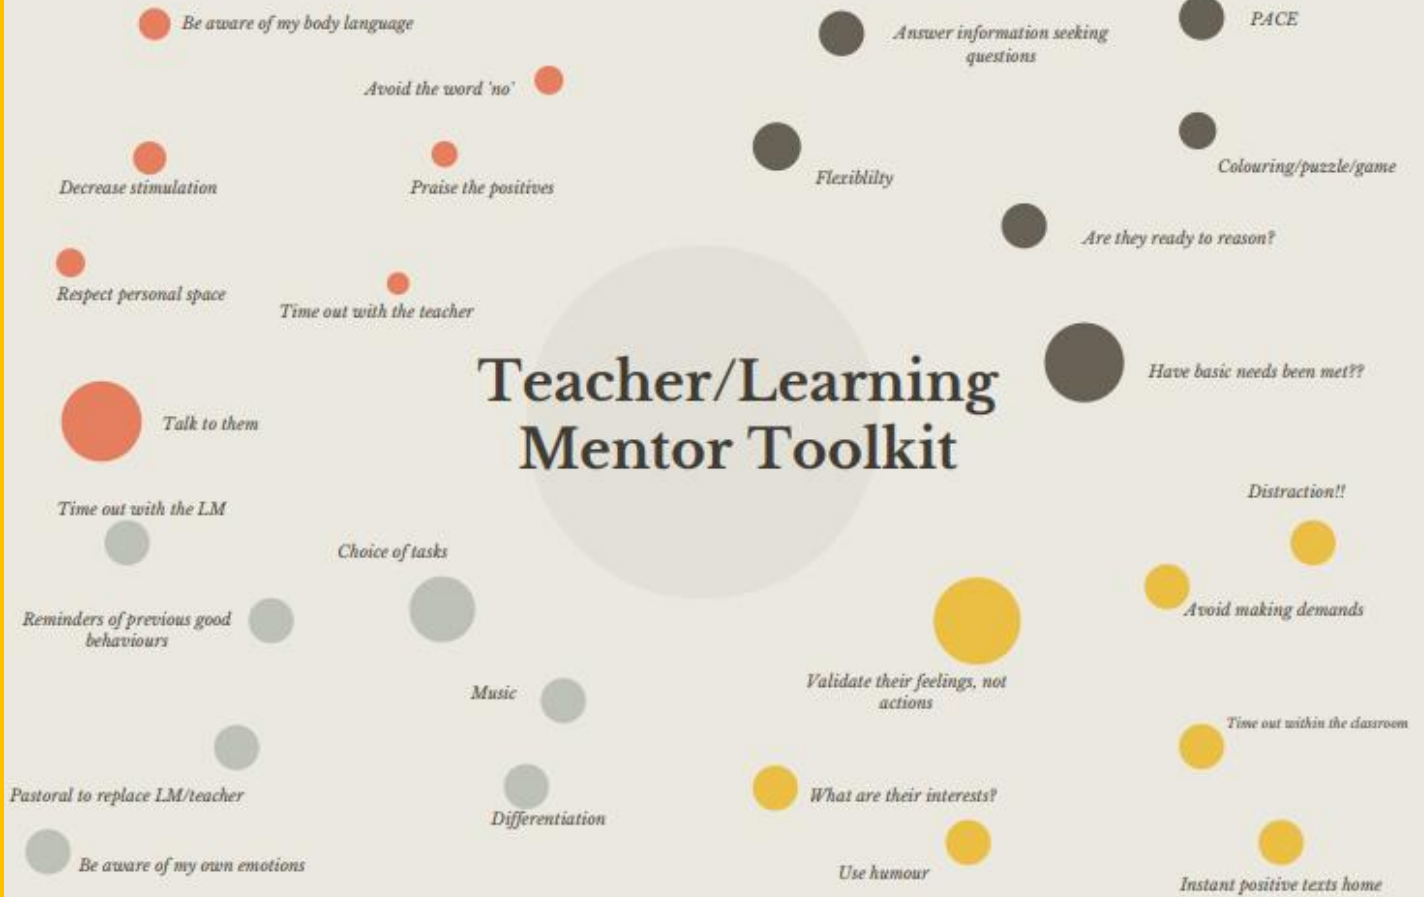 Be aware of my body language
Avoid the word 'no'
Decrease stimulation
Praise the positives
Respect personal space
Time out with the teacher
Talk to them
Answer information seeking
questions
PACE
Flexiblilty
Colouring/puzzle/game
Are they ready to reason?
Have basic needs been met??
Teacher/Learning
Mentor Toolkit
Time out with the LM
Choice of tasks
Reminders of previous good
behaviours
Music
Pastoral to replace LM/teacher
Differentiation
Be aware of my own emotions
Distraction!!
Avoid making demands
Validate their feelings, not
actions
Time out within the classroom
What are their interests?
Use humour
Instant positive texts home